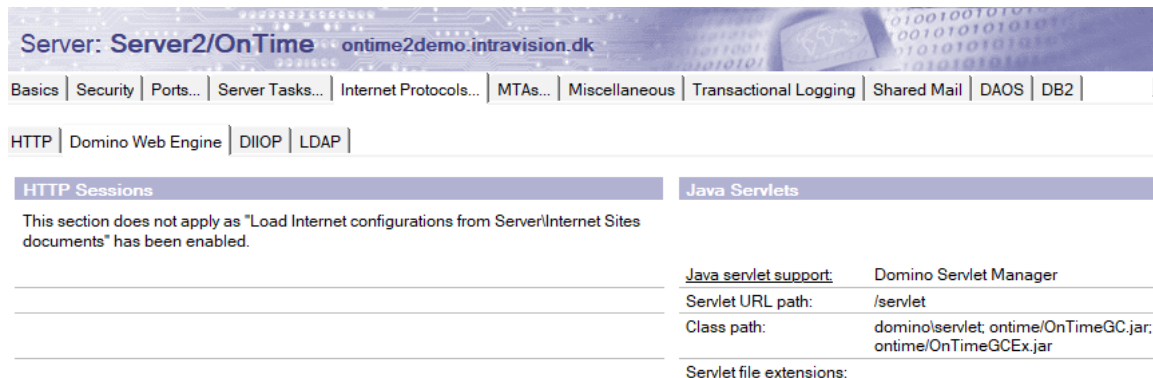 Server: Server2/OnTime ontime2demo.intravision.dk
Basics Security Ports... Server Tasks... Internet Protocols... MTAs... Miscellaneous Transactional Logging Shared Mail DAOS DB2
HTTP Domino Web Engine DIIOP LDAP
HTTP Sessions
This section does not apply as "Load Internet configurations from Server\Internet Sites
documents" has been enabled.
Java Servlets
Java servlet support: Domino Servlet Manager
Servlet URL path: /servlet
Class path: domino\servlet; ontime/OnTimeGC.jar;
ontime/OnTimeGCEx.jar
Servlet file extensions: